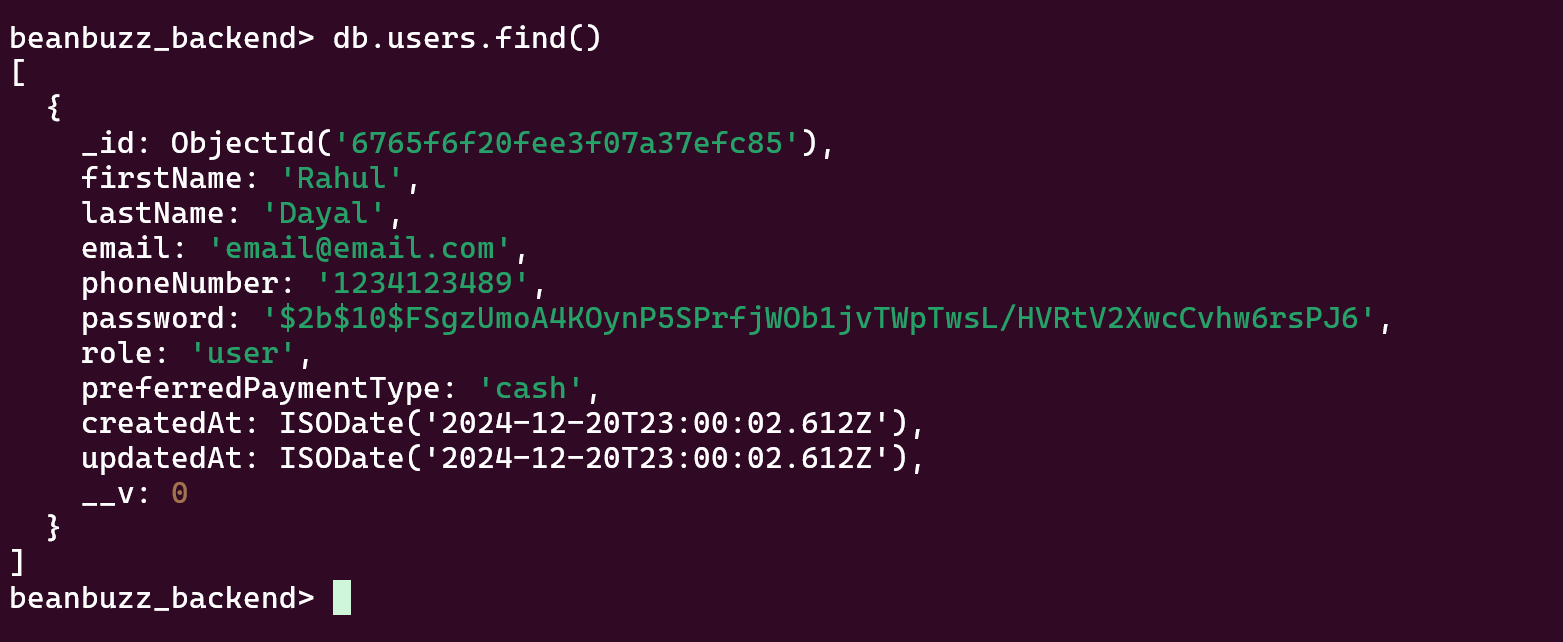 beanbuzz_backend> db.users.find()
[
  {
    _id: ObjectId('6765f6f20fee3f07a37efc85'),
    firstName: 'Rahul',
    lastName: 'Dayal',
    email: 'email@email.com',
    phoneNumber: '1234123489',
    password: '$2b$10$FSgzUmoA4KOynP5SPrfjWOb1jvTWpTwsL/HVRtV2XwcCvhw6rsPJ6',
    role: 'user',
    preferredPaymentType: 'cash',
    createdAt: ISODate('2024-12-20T23:00:02.612Z'),
    updatedAt: ISODate('2024-12-20T23:00:02.612Z'),
    __v: 0
  }
]
beanbuzz_backend>